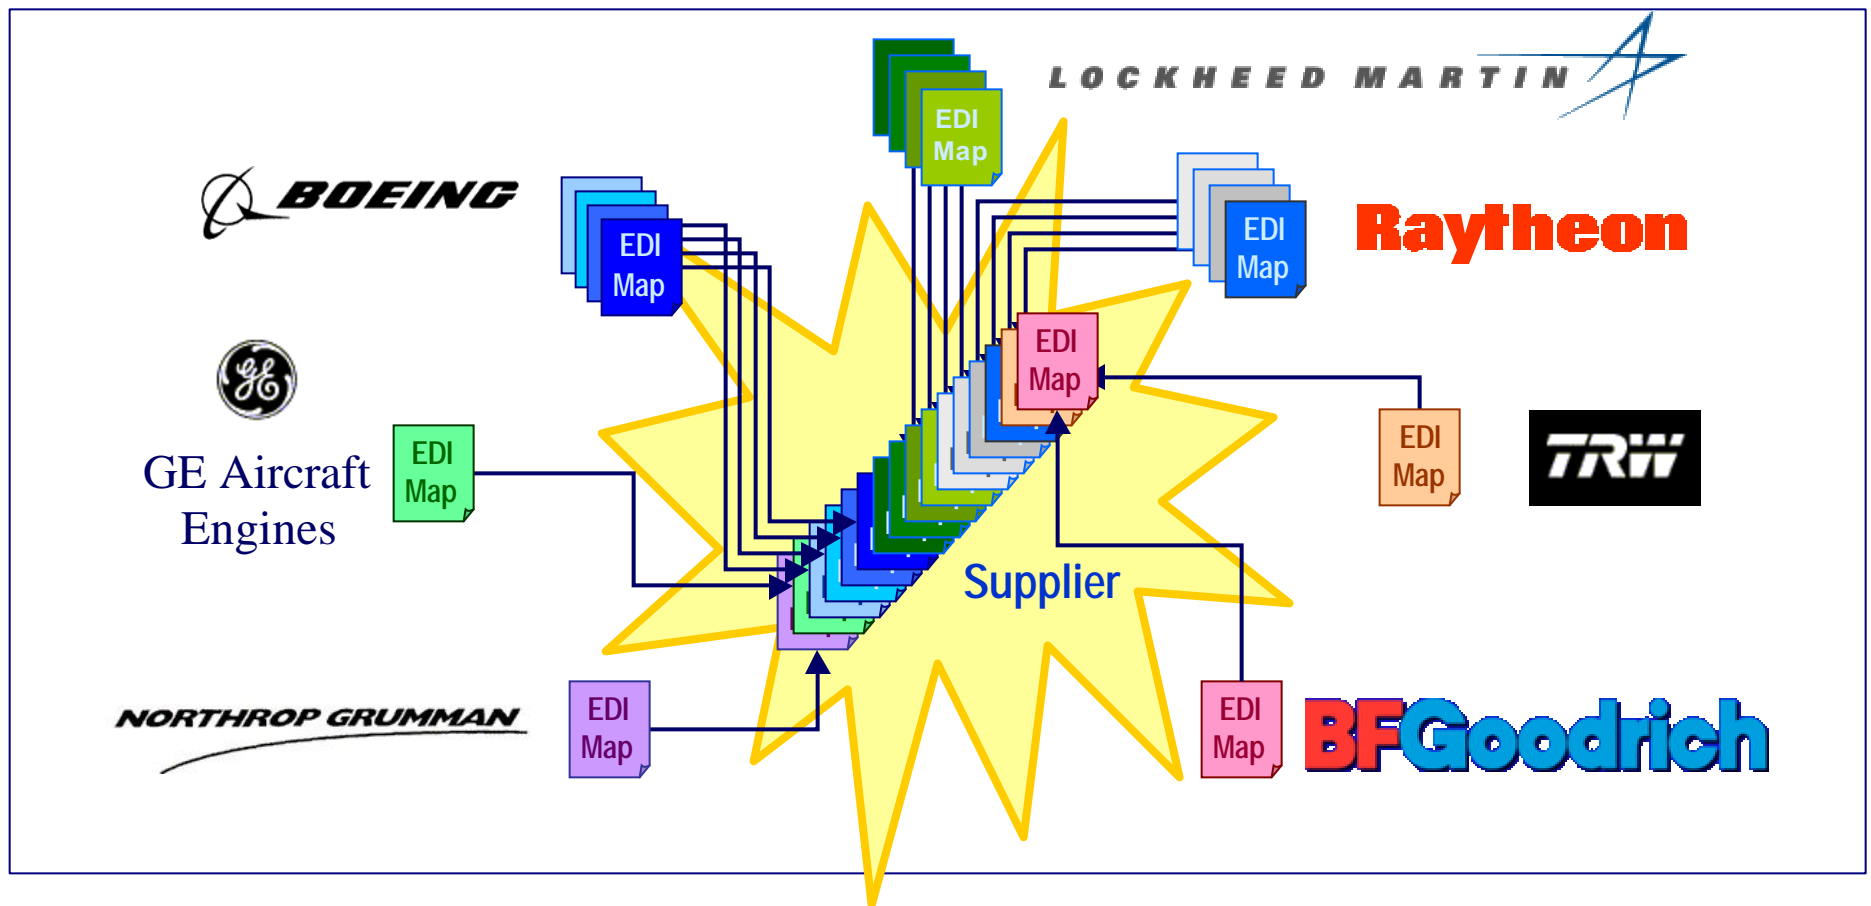 LOCKHEED MARTIN
EDI
Map
BOEING
EDI
Map
Raytheon
EDI
Map
GE
GE Aircraft
Engines
EDI
Map
EDI
Map
EDI
Map
TRW
Supplier
NORTHROP GRUMMAN
EDI
Map
EDI
Map
BFGoodrich